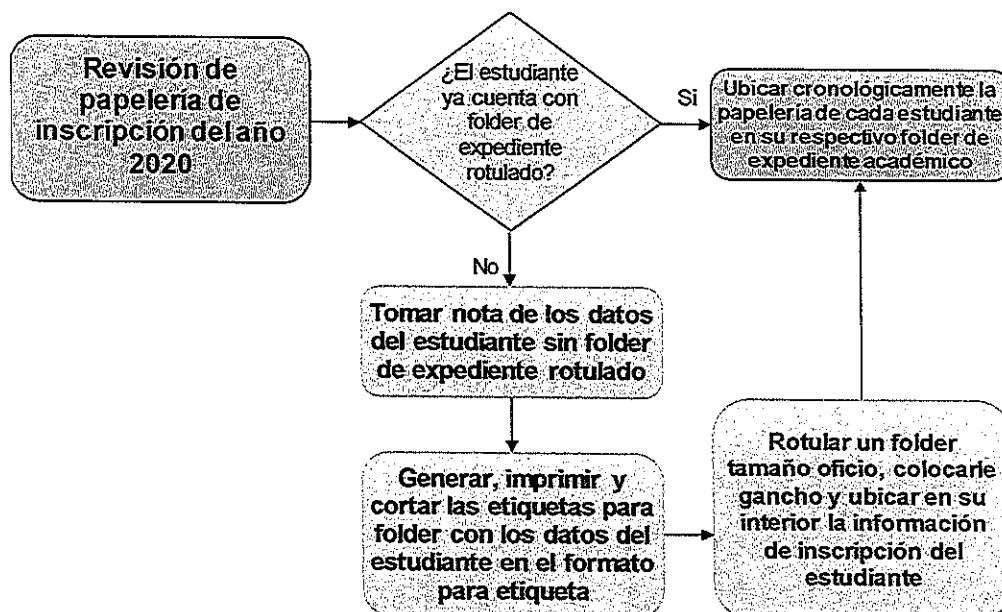 Revisión de
papelería de
inscripción del año
2020
¿El estudiante
ya cuenta con
folder de
expediente
rotulado?
Si
Ubicar cronológicamente la
papelería de cada estudiante
en su respectivo folder de
expediente académico
No
Tomar nota de los datos
del estudiante sin folder
de expediente rotulado
Generar, imprimir y
cortar las etiquetas para
folder con los datos del
estudiante en el formato
para etiqueta
Rotular un folder
tamaño oficio, colocarle
gancho y ubicar en su
interior la información
de inscripción del
estudiante